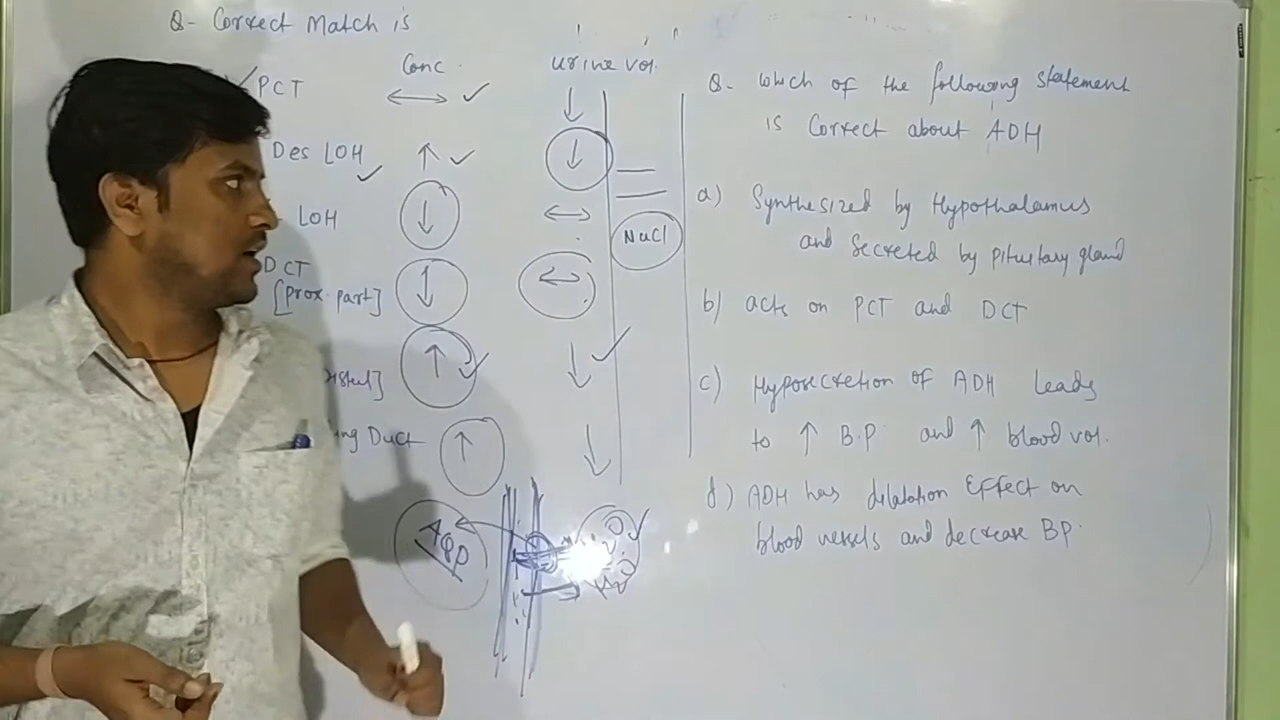 Q- Correct Match is
Conc. urine vol.
PCT ↔ ✓ ↓
Des LOH ✓ ↑ ✓ ↓
LOH ↓ ↔
NaCl
DCT
[Prox. part] ↕ ↔
↑ ✓ ↓ ✓
Duct ↑ ↓
AQP
Q- Which of the following statement
is Correct about ADH
a) Synthesized by Hypothalamus
and Secreted by pituitary gland
b) acts on PCT and DCT
c) Hyposecretion of ADH leads
to ↑ B.P and ↑ blood vol.
d) ADH has dilatation Effect on
blood vessels and decrease BP.